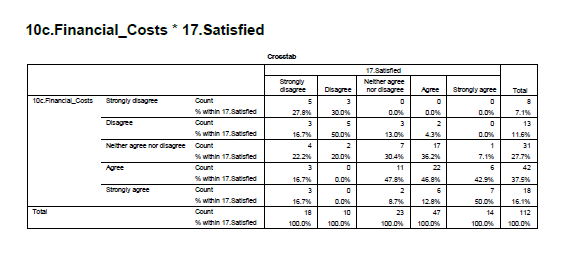 10c.Financial_Costs * 17.Satisfied
Crosstab
17.Satisfied
Strongly disagree Disagree Neither agree nor disagree Agree Strongly agree Total
10c.Financial_Costs Strongly disagree Count 5 3 0 0 0 8
% within 17.Satisfied 27.8% 30.0% 0.0% 0.0% 0.0% 7.1%
Disagree Count 3 5 3 2 0 13
% within 17.Satisfied 16.7% 50.0% 13.0% 4.3% 0.0% 11.6%
Neither agree nor disagree Count 4 2 7 17 1 31
% within 17.Satisfied 22.2% 20.0% 30.4% 36.2% 7.1% 27.7%
Agree Count 3 0 11 22 6 42
% within 17.Satisfied 16.7% 0.0% 47.8% 46.8% 42.9% 37.5%
Strongly agree Count 3 0 2 6 7 18
% within 17.Satisfied 16.7% 0.0% 8.7% 12.8% 50.0% 16.1%
Total Count 18 10 23 47 14 112
% within 17.Satisfied 100.0% 100.0% 100.0% 100.0% 100.0% 100.0%